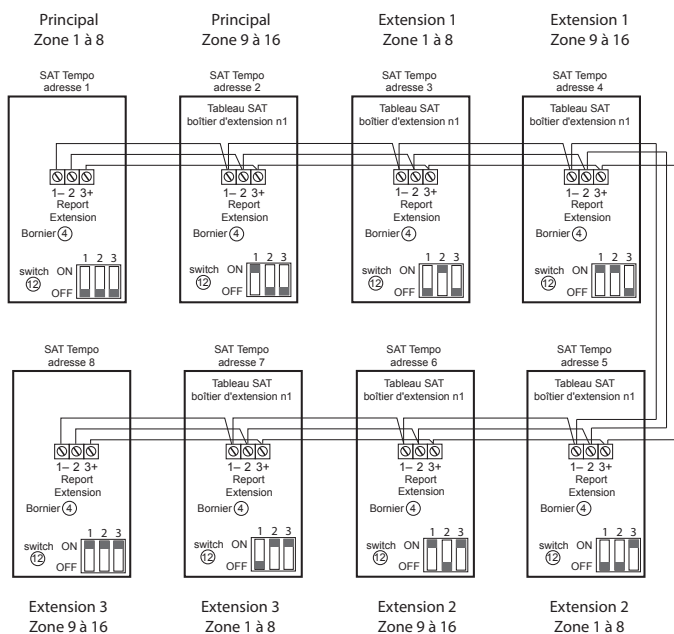 Principal
Zone 1 à 8
Principal
Zone 9 à 16
Extension 1
Zone 1 à 8
Extension 1
Zone 9 à 16
SAT Tempo
adresse 1
1– 2 3+
Report
Extension
Bornier 4
switch
12
ON
OFF
1 2 3
SAT Tempo
adresse 2
Tableau SAT
boîtier d'extension n1
1– 2 3+
Report
Extension
Bornier 4
switch
12
ON
OFF
1 2 3
SAT Tempo
adresse 3
Tableau SAT
boîtier d'extension n1
1– 2 3+
Report
Extension
Bornier 4
switch
12
ON
OFF
1 2 3
SAT Tempo
adresse 4
Tableau SAT
boîtier d'extension n1
1– 2 3+
Report
Extension
Bornier 4
switch
12
ON
OFF
1 2 3
SAT Tempo
adresse 8
1– 2 3+
Report
Extension
Bornier 4
switch
12
ON
OFF
1 2 3
SAT Tempo
adresse 7
Tableau SAT
boîtier d'extension n1
1– 2 3+
Report
Extension
Bornier 4
switch
12
ON
OFF
1 2 3
SAT Tempo
adresse 6
Tableau SAT
boîtier d'extension n1
1– 2 3+
Report
Extension
Bornier 4
switch
12
ON
OFF
1 2 3
SAT Tempo
adresse 5
Tableau SAT
boîtier d'extension n1
1– 2 3+
Report
Extension
Bornier 4
switch
12
ON
OFF
1 2 3
Extension 3
Zone 9 à 16
Extension 3
Zone 1 à 8
Extension 2
Zone 9 à 16
Extension 2
Zone 1 à 8